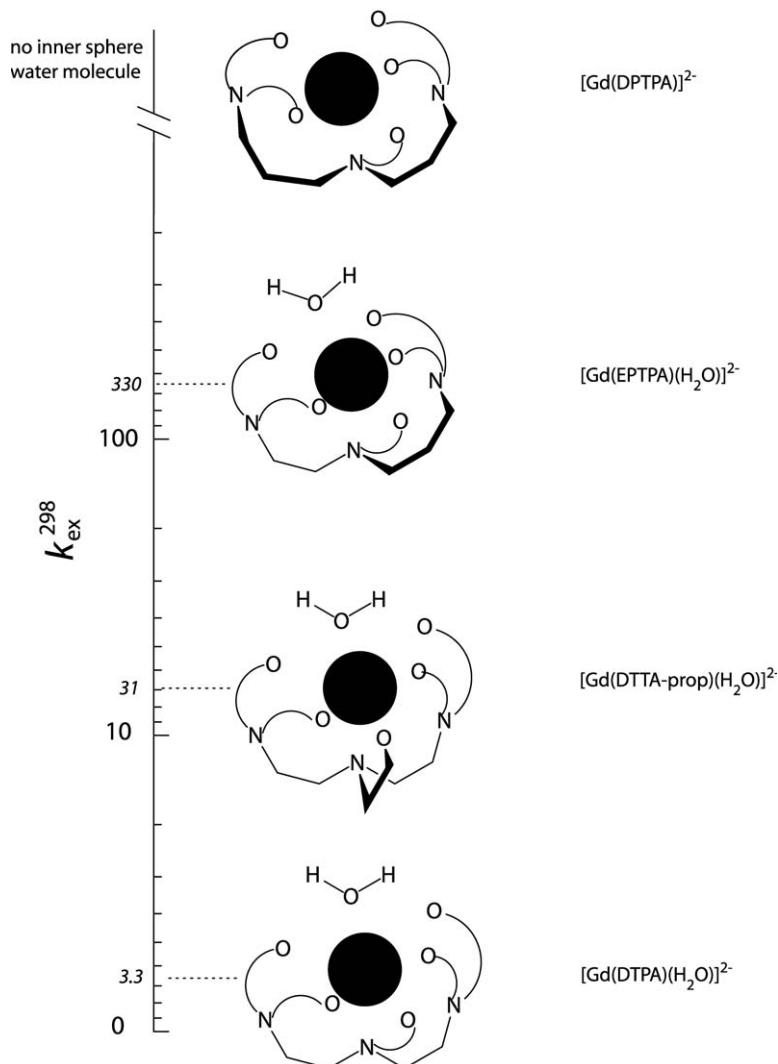 no inner sphere
water molecule
O
O
N
N
O
O
N
[Gd(DPTPA)]²⁻
H
H
O
O
O
O
N
330
N
O
O
N
[Gd(EPTPA)(H₂O)]²⁻
100
k²⁹⁸ₑₓ
H
H
O
O
O
O
31
O
N
N
O
N
[Gd(DTTA-prop)(H₂O)]²⁻
10
H
H
O
O
O
O
3.3
O
N
N
O
N
[Gd(DTPA)(H₂O)]²⁻
0